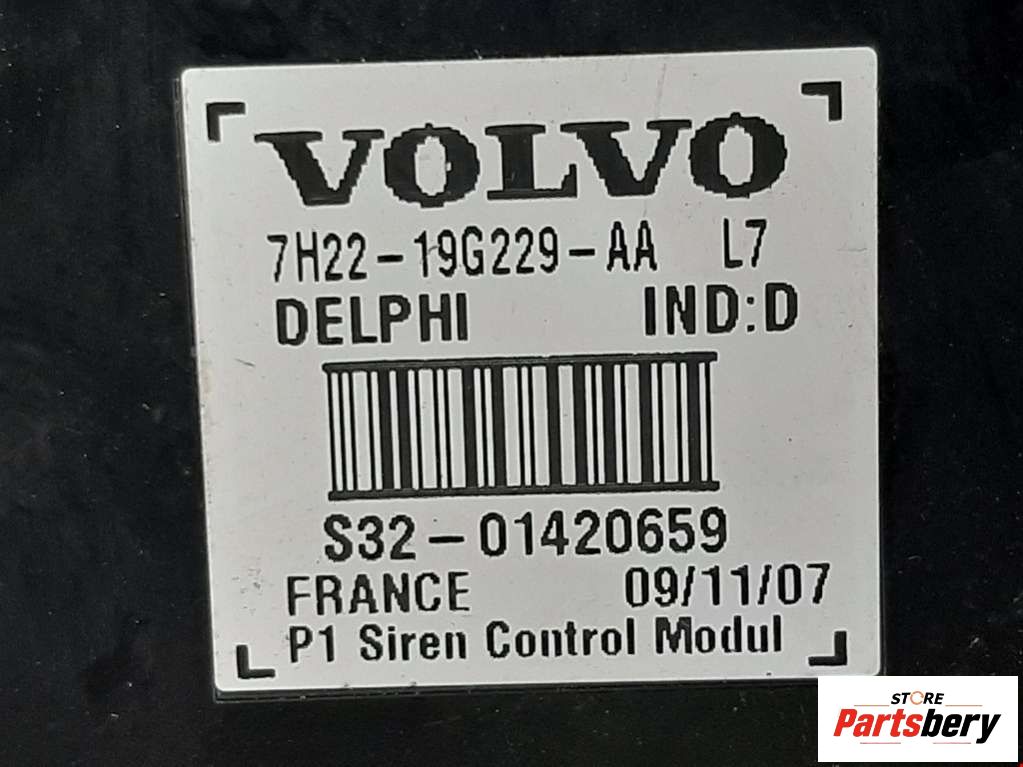 VOLVO
7H22-19G229-AA L7
DELPHI IND:D
S32-01420659
FRANCE 09/11/07
P1 Siren Control Modul
STORE
Partsbery